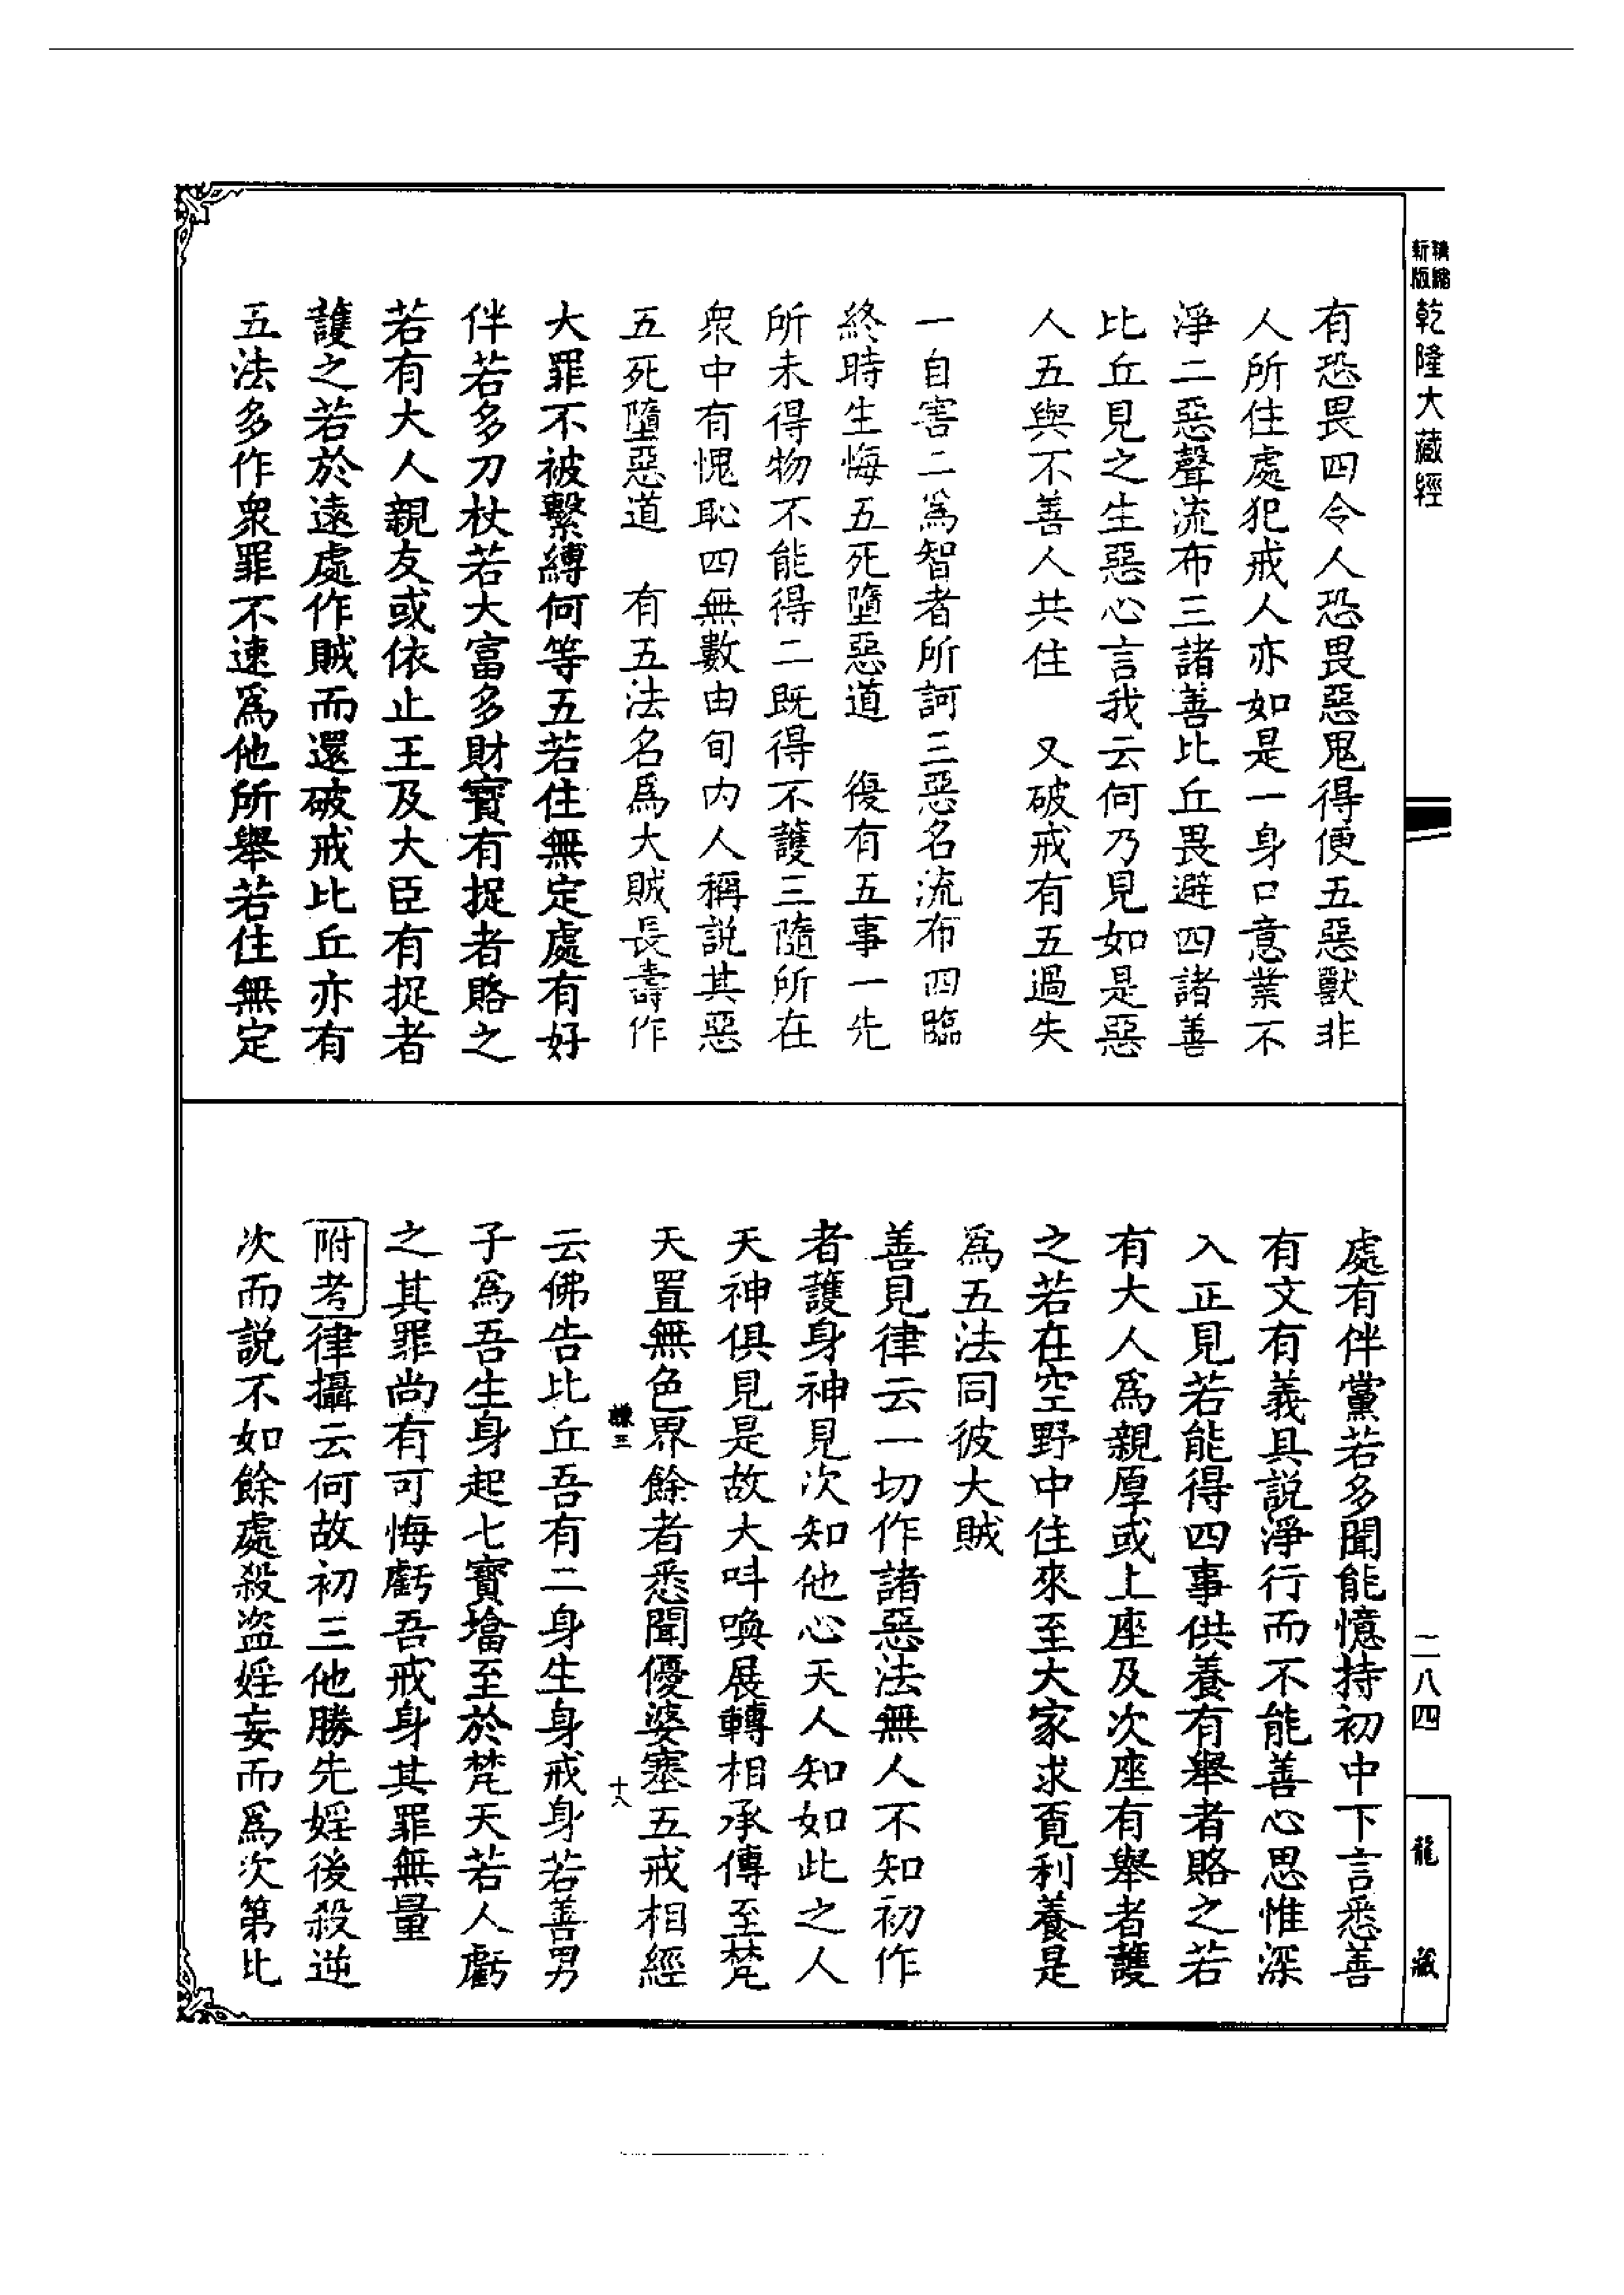 精縮
新版
乾隆大藏經
有恐畏四令人恐畏惡鬼得便五惡獸非
人所住處犯戒人亦如是一身口意業不
淨二惡聲流布三諸善比丘畏避四諸善
比丘見之生惡心言我云何乃見如是惡
人五與不善人共住　又破戒有五過失
一自害二爲智者所訶三惡名流布四臨
終時生悔五死墮惡道　復有五事一先
所未得物不能得二既得不護三隨所在
衆中有愧恥四無數由旬内人稱說其惡
五死墮惡道　有五法名爲大賊長壽作
大罪不被繫縛何等五若住無定處有好
伴若多刀杖若大富多財寶有捉者賂之
若有大人親友或依止王及大臣有捉者
護之若於遠處作賊而還破戒比丘亦有
五法多作衆罪不速爲他所舉若住無定
處有伴黨若多聞能憶持初中下言悉善
有文有義具說淨行而不能善心思惟深
入正見若能得四事供養有舉者賂之若
有大人爲親厚或上座及次座有舉者護
之若在空野中住來至大家求覓利養是
爲五法同彼大賊
善見律云一切作諸惡法無人不知初作
者護身神見次知他心天人知如此之人
天神俱見是故大呌喚展轉相承傳至梵
天置無色界餘者悉聞優婆塞五戒相經
謙三　十八
云佛告比丘吾有二身生身戒身若善男
子爲吾生身起七寶墖至於梵天若人虧
之其罪尚有可悔虧吾戒身其罪無量
附考律攝云何故初三他勝先婬後殺逆
次而說不如餘處殺盗婬妄而爲次第比
二八四
龍藏